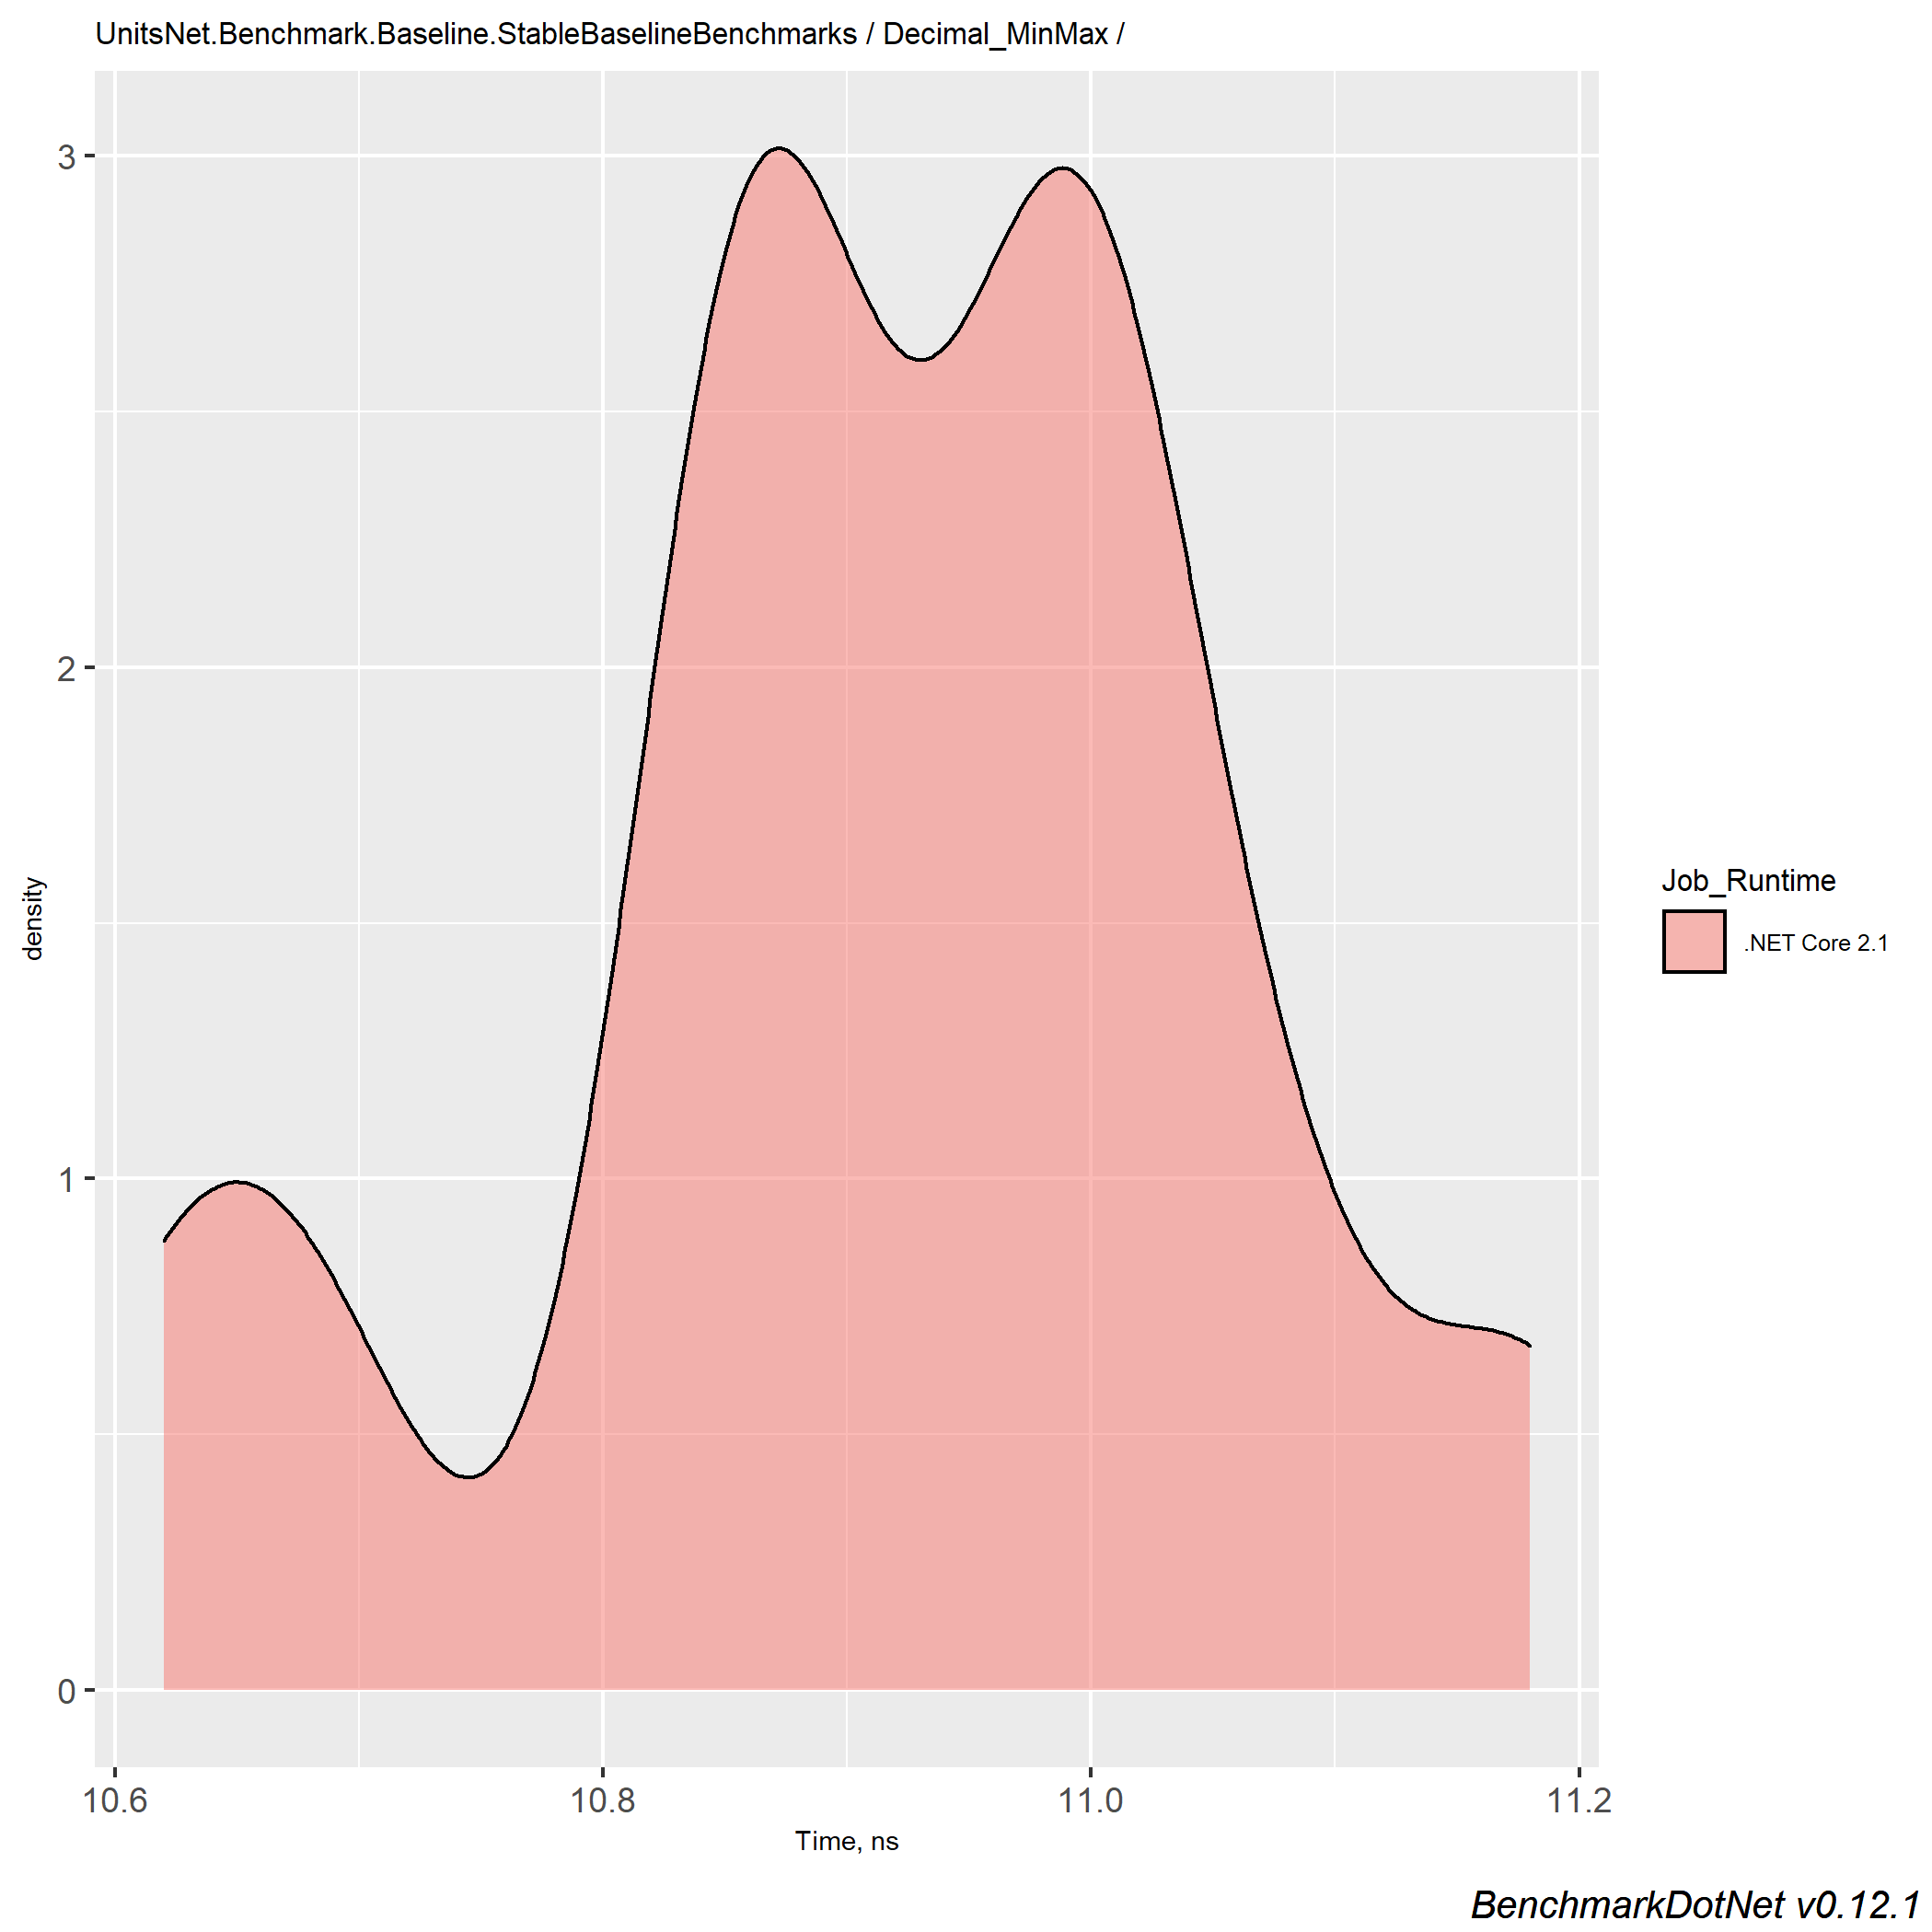 UnitsNet.Benchmark.Baseline.StableBaselineBenchmarks / Decimal_MinMax /
3
2
1
0
density
10.6 10.8 11.0 11.2
Time, ns
Job_Runtime
.NET Core 2.1
BenchmarkDotNet v0.12.1